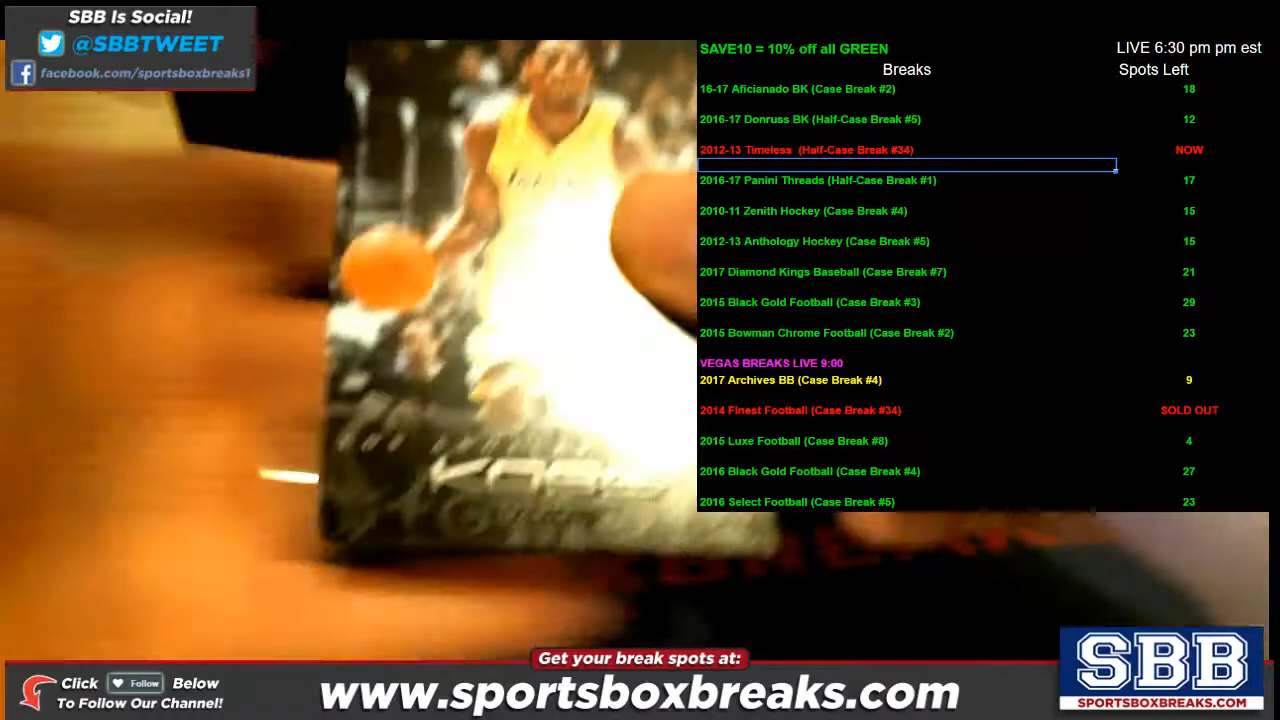 SBB Is Social!
@SBBTWEET
facebook.com/sportsboxbreaks1
SAVE10 = 10% off all GREEN
LIVE 6:30 pm pm est
Breaks
Spots Left
16-17 Aficianado BK (Case Break #2) 18
2016-17 Donruss BK (Half-Case Break #5) 12
2012-13 Timeless (Half-Case Break #34) NOW
2016-17 Panini Threads (Half-Case Break #1) 17
2010-11 Zenith Hockey (Case Break #4) 15
2012-13 Anthology Hockey (Case Break #5) 15
2017 Diamond Kings Baseball (Case Break #7) 21
2015 Black Gold Football (Case Break #3) 29
2015 Bowman Chrome Football (Case Break #2) 23
VEGAS BREAKS LIVE 9:00
2017 Archives BB (Case Break #4) 9
2014 Finest Football (Case Break #34) SOLD OUT
2015 Luxe Football (Case Break #8) 4
2016 Black Gold Football (Case Break #4) 27
2016 Select Football (Case Break #5) 23
Get your break spots at:
Click Follow Below
To Follow Our Channel!
www.sportsboxbreaks.com
SBB
SPORTSBOXBREAKS.COM